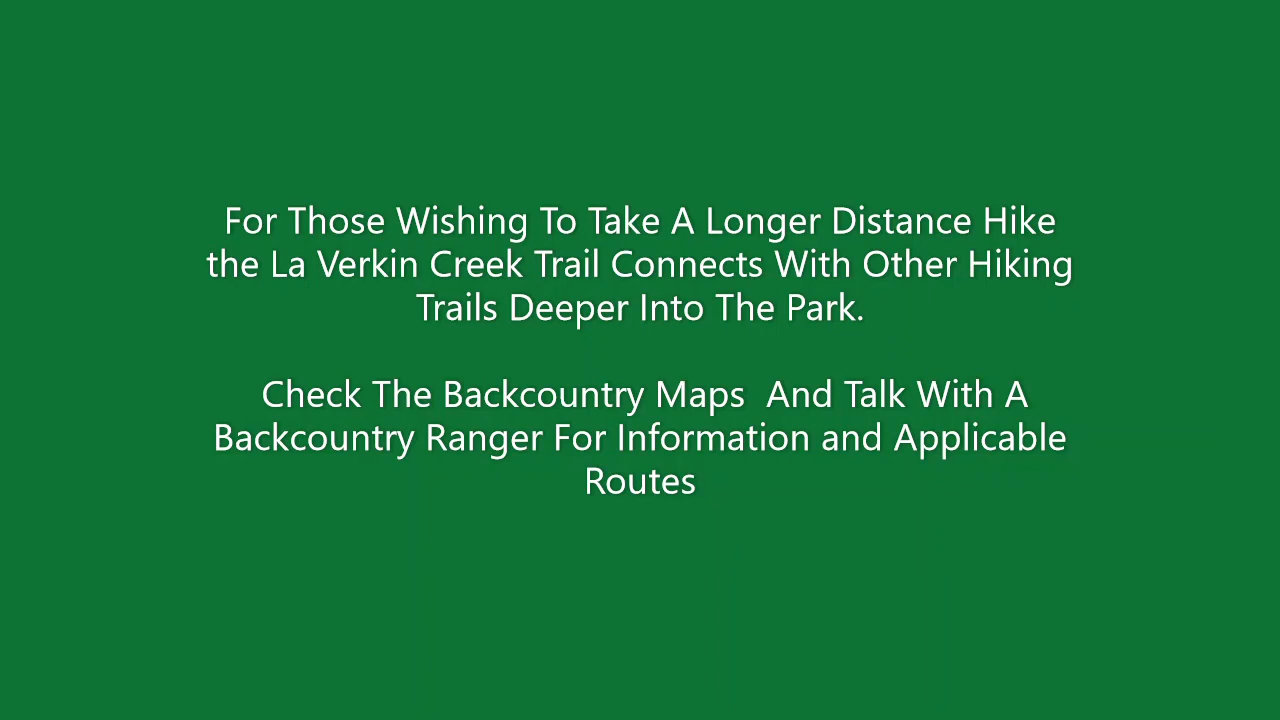 For Those Wishing To Take A Longer Distance Hike
the La Verkin Creek Trail Connects With Other Hiking
Trails Deeper Into The Park.
Check The Backcountry Maps  And Talk With A
Backcountry Ranger For Information and Applicable
Routes